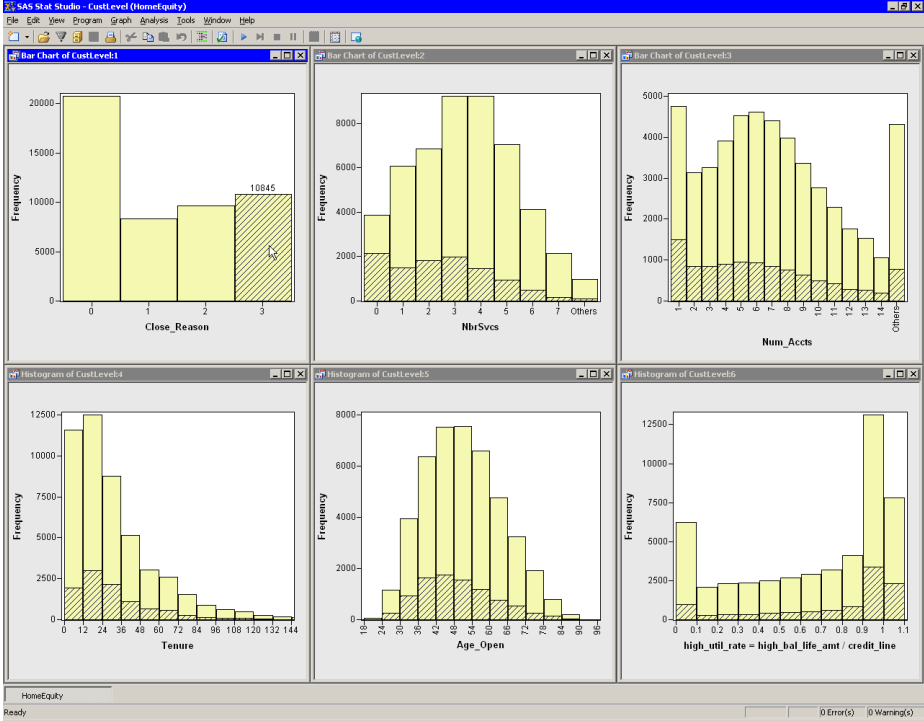 SAS Stat Studio - CustLevel (HomeEquity)
File Edit View Program Graph Analysis Tools Window Help
Bar Chart of CustLevel:1
20000
15000
10000
5000
0
Frequency
10845
0 1 2 3
Close_Reason
Bar Chart of CustLevel:2
8000
6000
4000
2000
0
Frequency
0 1 2 3 4 5 6 7 Others
NbrSvcs
Bar Chart of CustLevel:3
5000
4000
3000
2000
1000
0
Frequency
1 2 3 4 5 6 7 8 9 10 11 12 13 14 Others
Num_Accts
Histogram of CustLevel:4
12500
10000
7500
5000
2500
0
Frequency
0 12 24 36 48 60 72 84 96 108 120 132 144
Tenure
Histogram of CustLevel:5
8000
6000
4000
2000
0
Frequency
18 24 30 36 42 48 54 60 66 72 78 84 90 96
Age_Open
Histogram of CustLevel:6
12500
10000
7500
5000
2500
0
Frequency
0 0.1 0.2 0.3 0.4 0.5 0.6 0.7 0.8 0.9 1 1.1
high_util_rate = high_bal_life_amt / credit_line
HomeEquity
Ready
0 Error(s) 0 Warning(s)